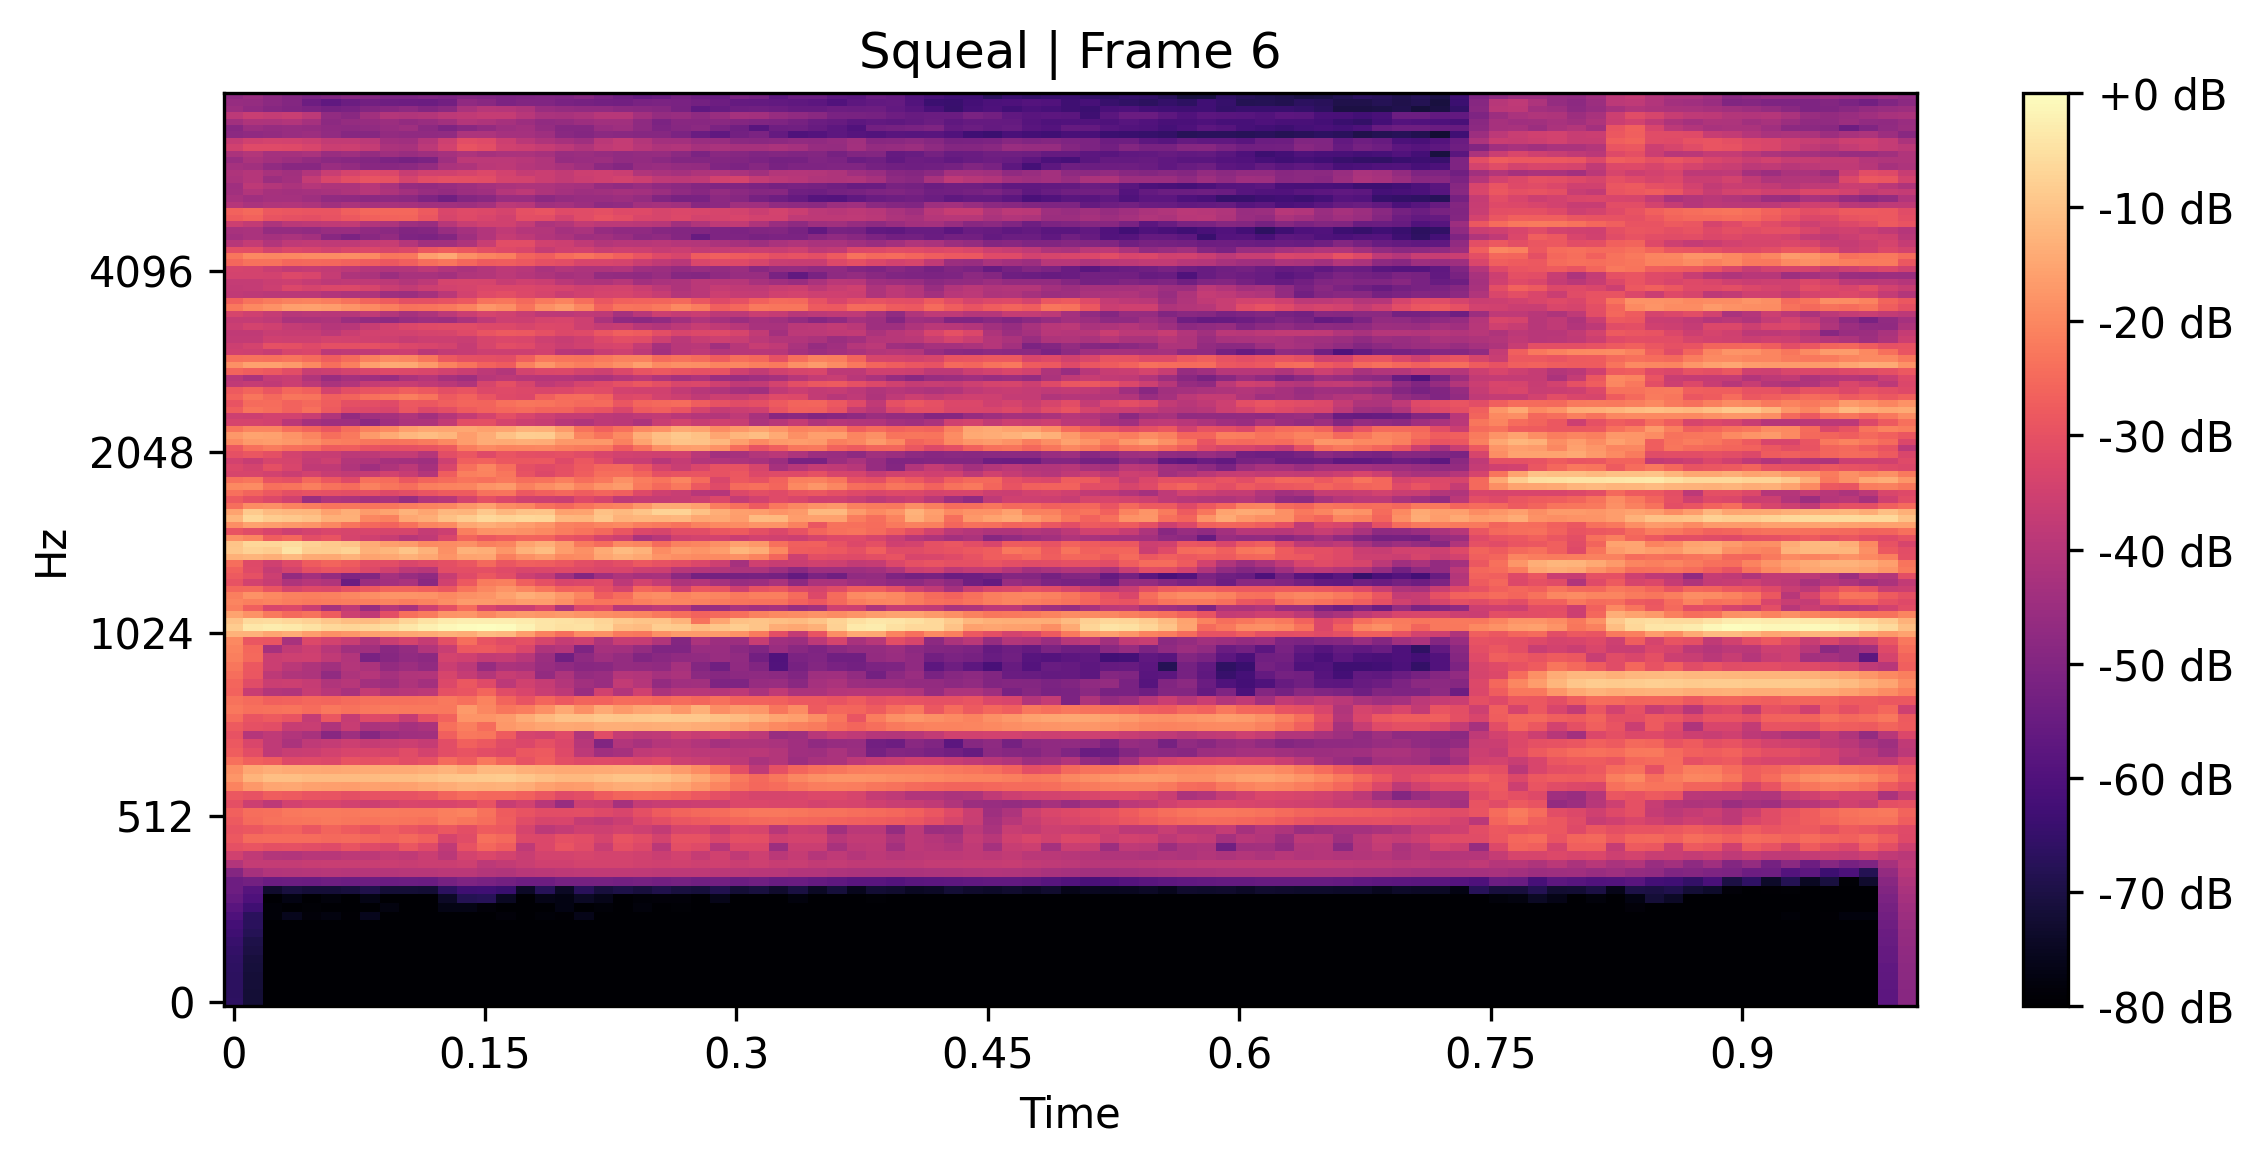 Squeal | Frame 6
Hz
4096
2048
1024
512
0
0 0.15 0.3 0.45 0.6 0.75 0.9
Time
+0 dB
-10 dB
-20 dB
-30 dB
-40 dB
-50 dB
-60 dB
-70 dB
-80 dB